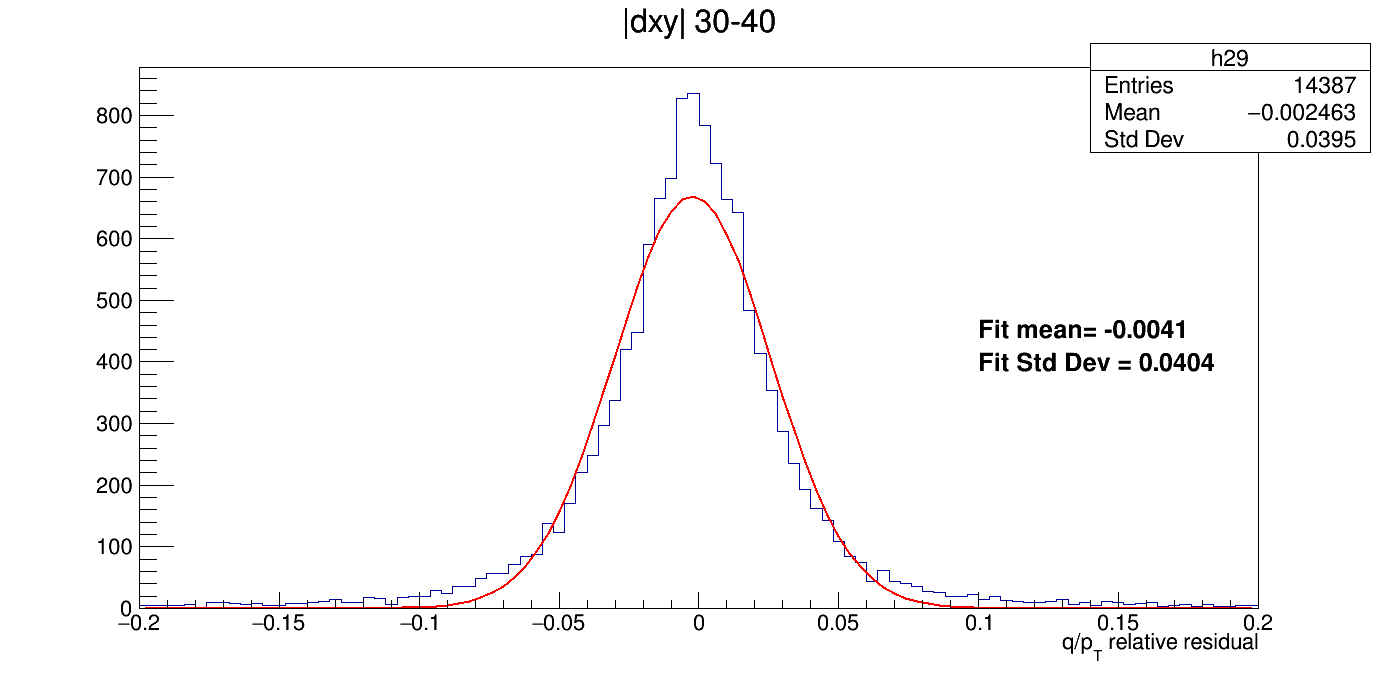 |dxy| 30-40
h29
Entries 14387
Mean −0.002463
Std Dev 0.0395
800
700
600
500
400
300
200
100
0
Fit mean= -0.0041
Fit Std Dev = 0.0404
−0.2 −0.15 −0.1 −0.05 0 0.05 0.1 0.15 0.2
q/pT relative residual